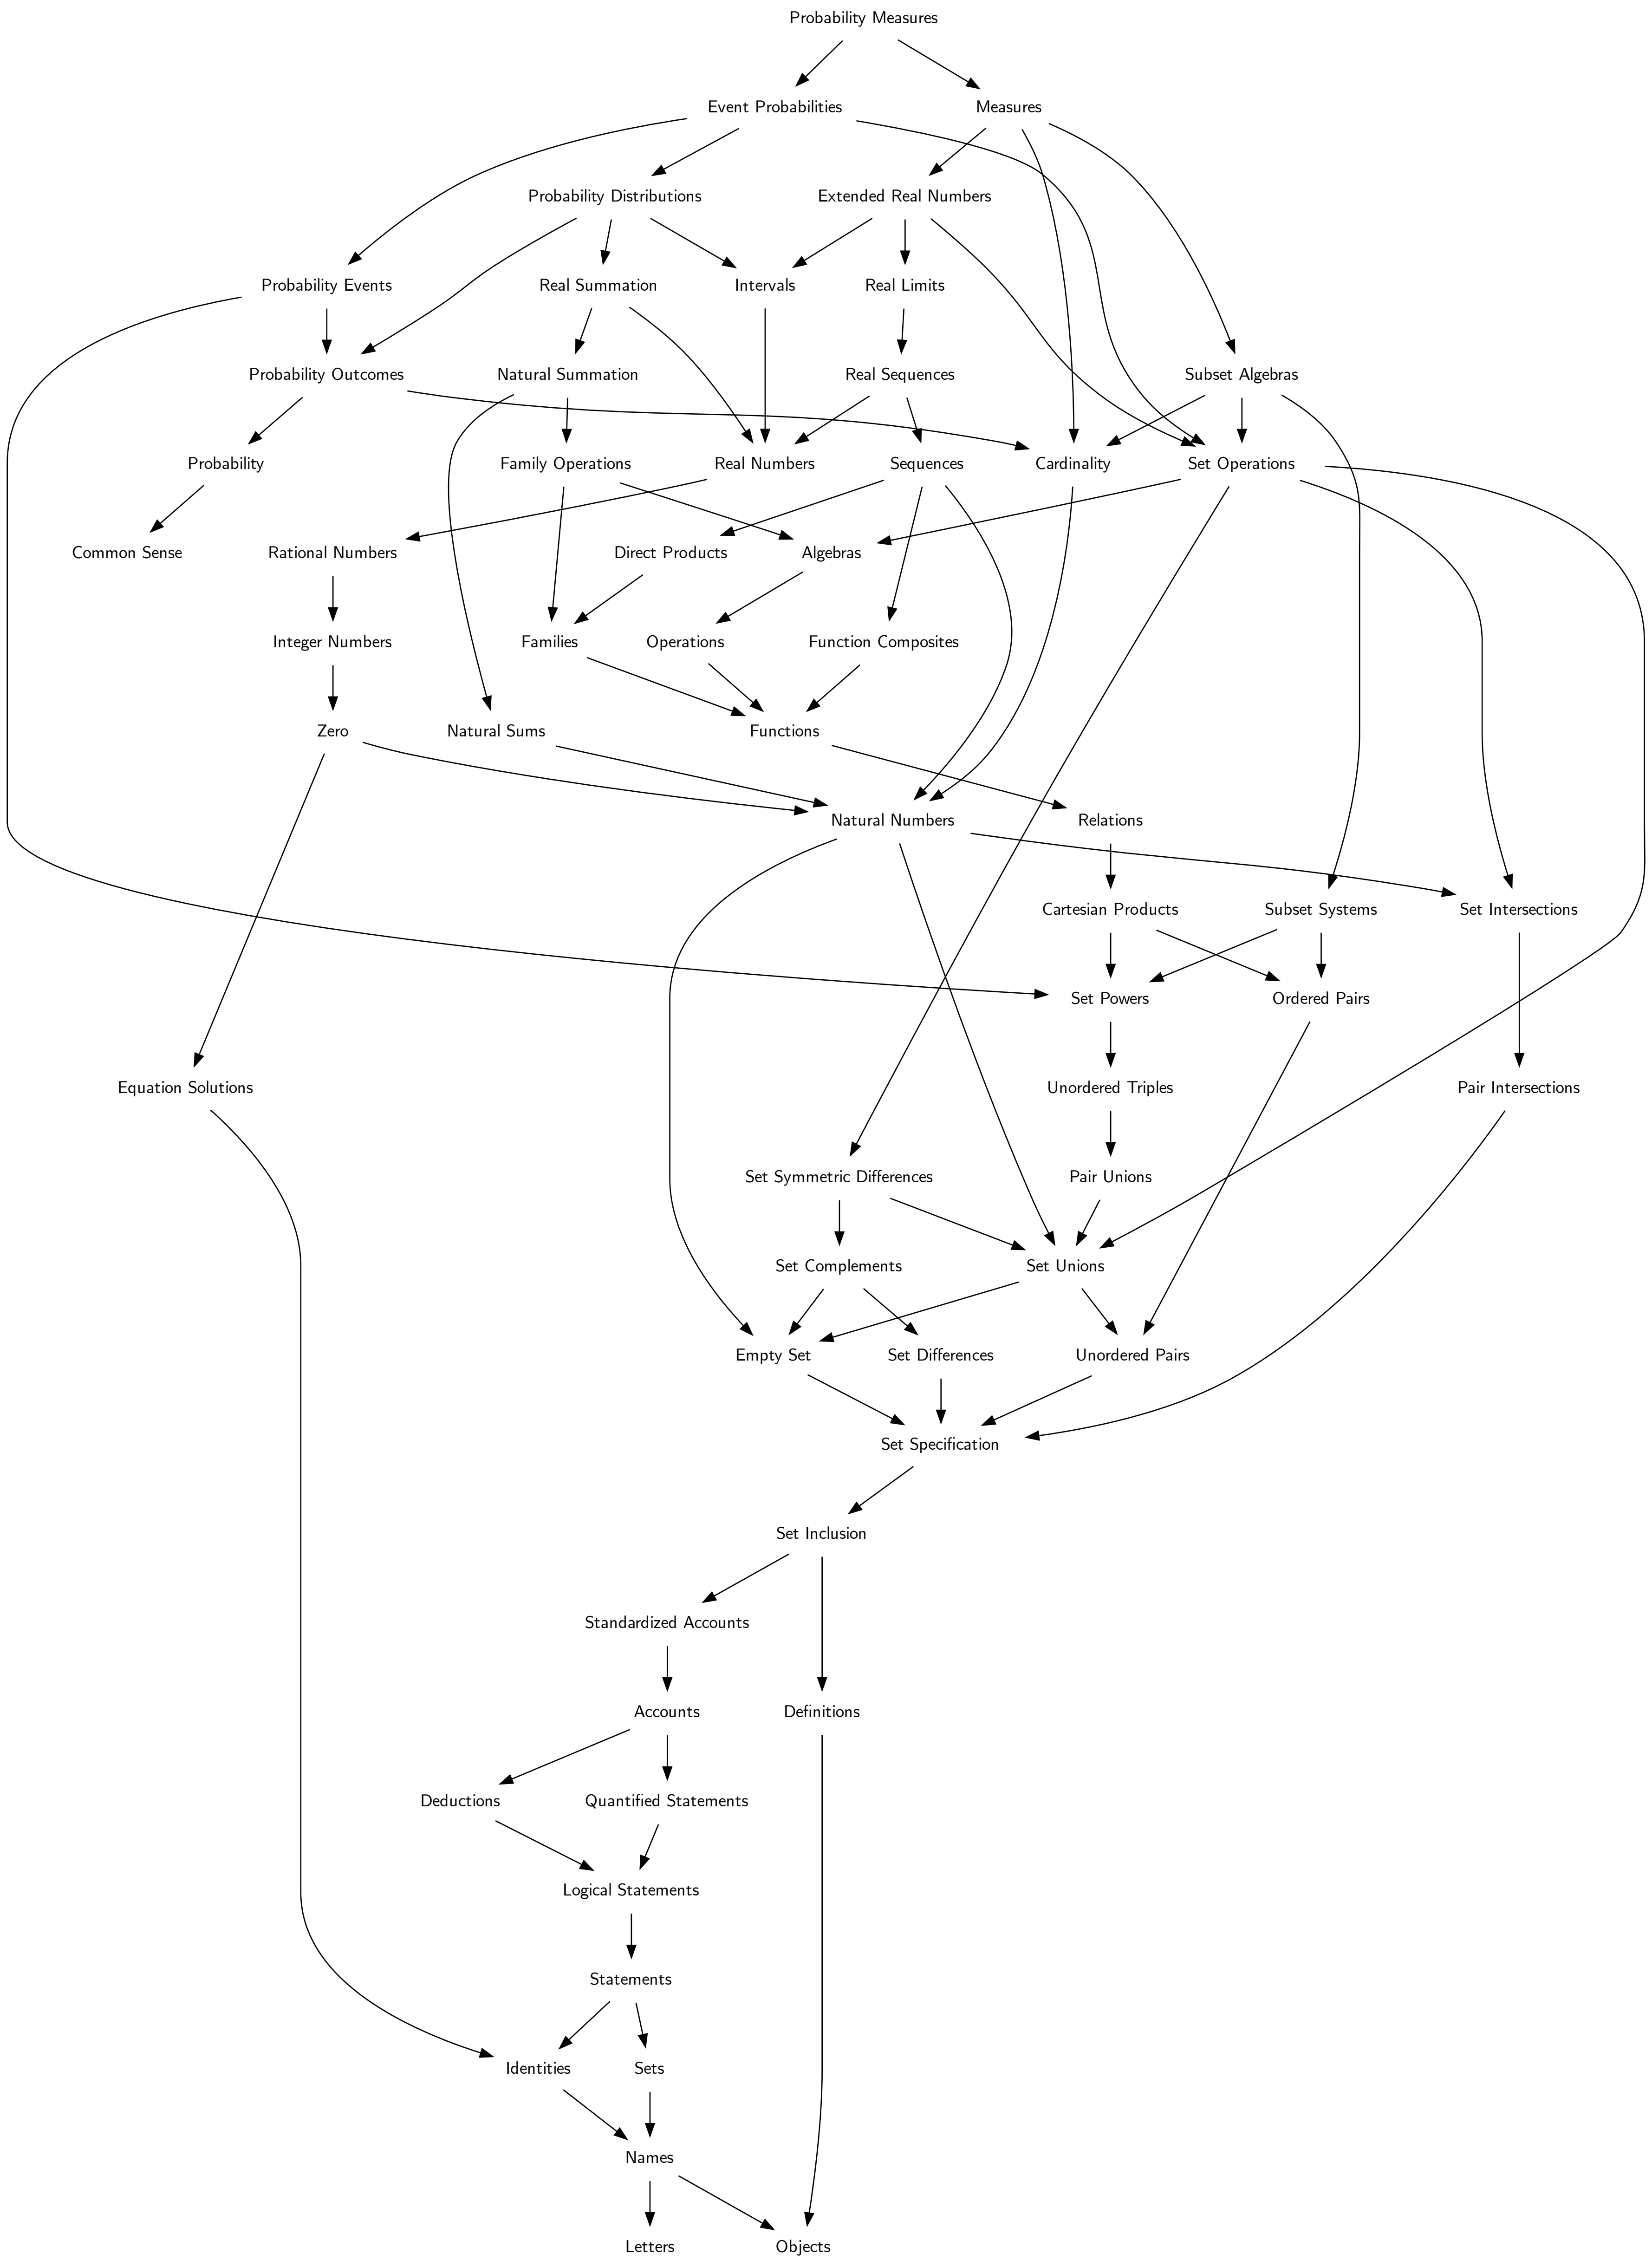 Probability Measures
Event Probabilities
Measures
Probability Distributions
Extended Real Numbers
Probability Events
Real Summation
Intervals
Real Limits
Probability Outcomes
Natural Summation
Real Sequences
Subset Algebras
Probability
Family Operations
Real Numbers
Sequences
Cardinality
Set Operations
Common Sense
Rational Numbers
Direct Products
Algebras
Integer Numbers
Families
Operations
Function Composites
Zero
Natural Sums
Functions
Natural Numbers
Relations
Cartesian Products
Subset Systems
Set Intersections
Set Powers
Ordered Pairs
Equation Solutions
Unordered Triples
Pair Intersections
Set Symmetric Differences
Pair Unions
Set Complements
Set Unions
Empty Set
Set Differences
Unordered Pairs
Set Specification
Set Inclusion
Standardized Accounts
Accounts
Definitions
Deductions
Quantified Statements
Logical Statements
Statements
Identities
Sets
Names
Letters
Objects